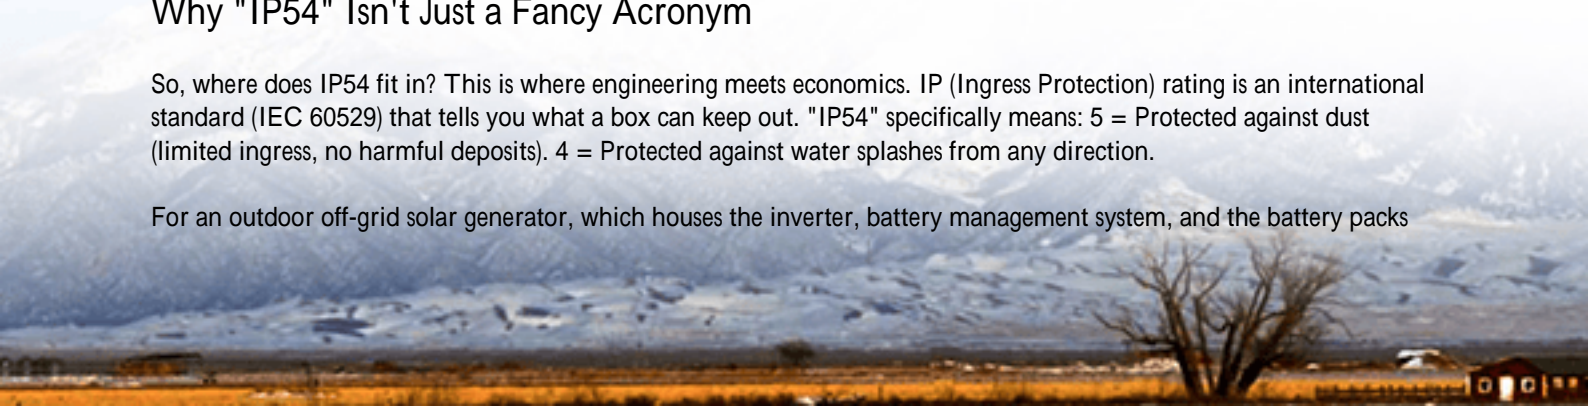 Why "IP54" Isn't Just a Fancy Acronym
So, where does IP54 fit in? This is where engineering meets economics. IP (Ingress Protection) rating is an international
standard (IEC 60529) that tells you what a box can keep out. "IP54" specifically means: 5 = Protected against dust
(limited ingress, no harmful deposits). 4 = Protected against water splashes from any direction.
For an outdoor off-grid solar generator, which houses the inverter, battery management system, and the battery packs